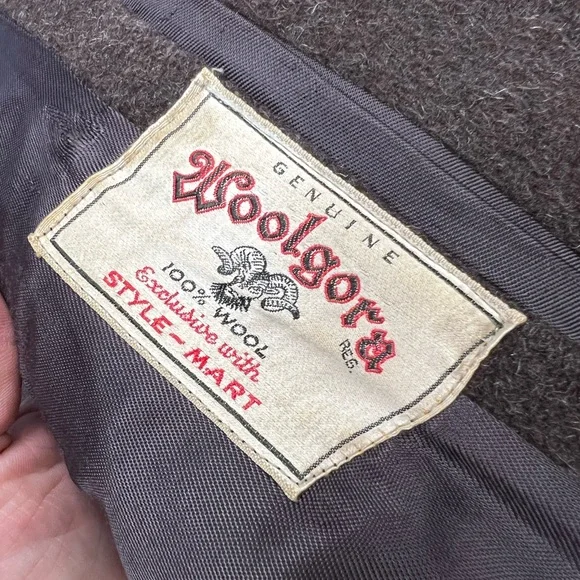 GENUINE
Woolgora
REG.
100% WOOL
Exclusive with
STYLE-MART